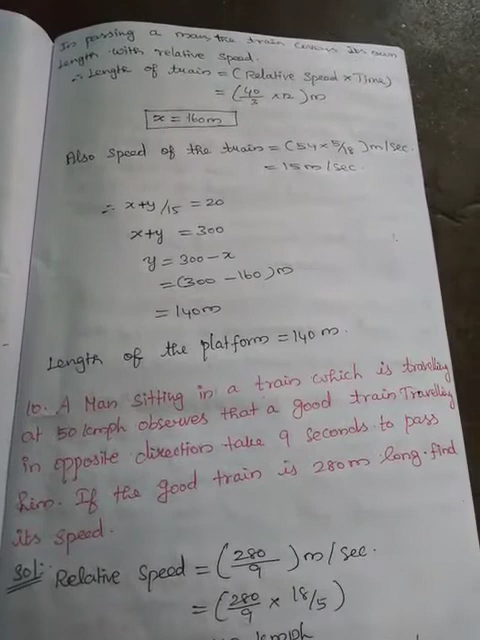 In passing a man the train covers its own
length with relative speed.
∴ Length of train = (Relative Speed × Time)
= (40/3 × 12) m
x = 160m
Also Speed of the train = (54 × 5/18) m/sec.
= 15m/sec.
∴ x+y/15 = 20
x+y = 300
y = 300-x
= (300 - 160) m
= 140m
Length of the platform = 140 m.
10. A Man Sitting in a train which is travelling
at 50 kmph observes that a good train Travelling
in opposite direction take 9 seconds to pass
him. If the good train is 280m long. find
its speed.
Sol:- Relative Speed = (280/9) m/sec.
= (280/9 × 18/5)
kmph